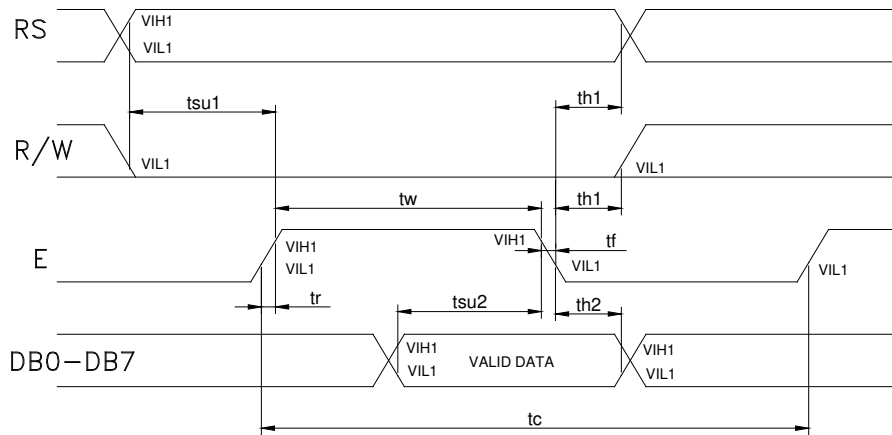 RS
VIH1
VIL1
tsu1
th1
R/W
VIL1
VIL1
tw
th1
E
VIH1
VIL1
VIH1
tf
VIL1
VIL1
tr
tsu2
th2
DB0-DB7
VIH1
VIL1
VALID DATA
VIH1
VIL1
tc